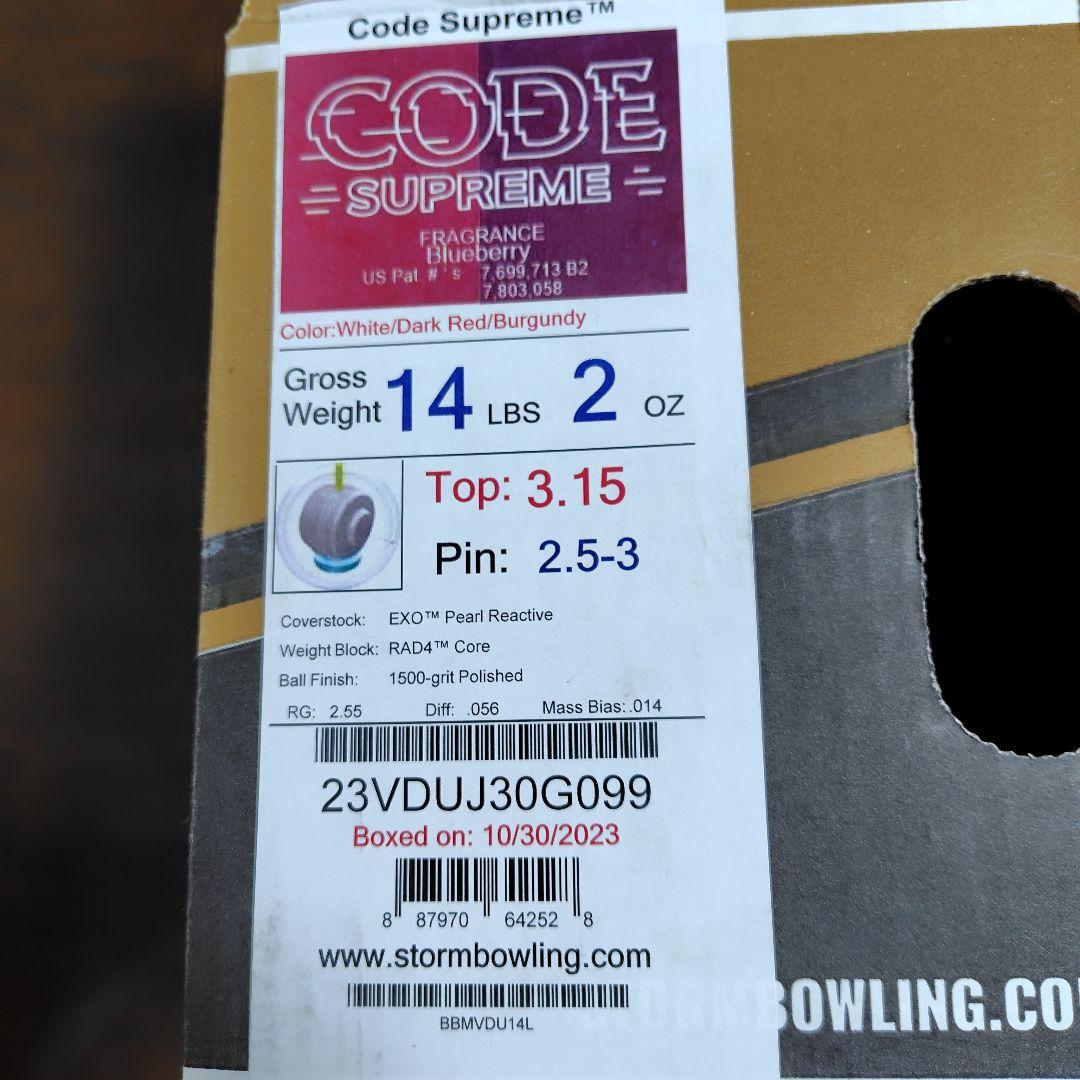 Code Supreme™
CODE
SUPREME
FRAGRANCE
Blueberry
US Pat #'s 7,699,713 B2
7,803,058
Color:White/Dark Red/Burgundy
Gross Weight 14 LBS 2 OZ
Top: 3.15
Pin: 2.5-3
Coverstock: EXO™ Pearl Reactive
Weight Block: RAD4™ Core
Ball Finish: 1500-grit Polished
RG: 2.55 Diff: .056 Mass Bias:.014
23VDUJ30G099
Boxed on: 10/30/2023
8 87970 64252 8
www.stormbowling.com
BBMVDU14L
STORMBOWLING.CO